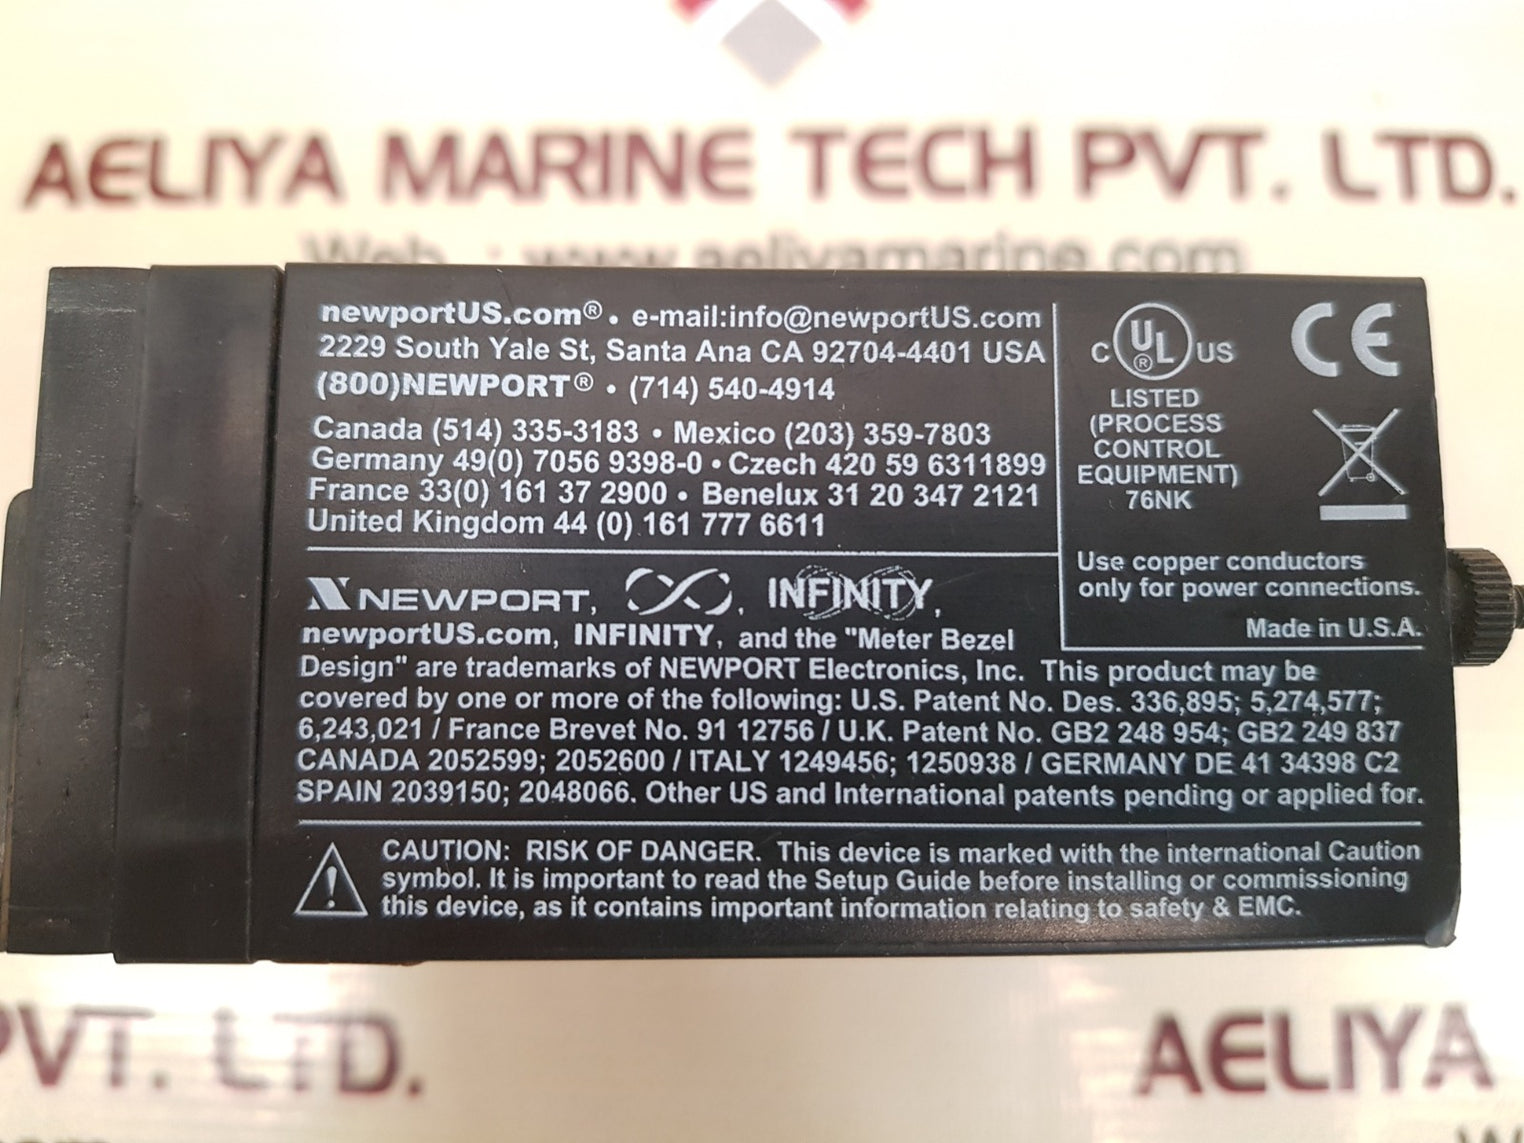 AELIYA MARINE TECH PVT. LTD.
Web : www.aeliyamarine.com
newportUS.com® • e-mail:info@newportUS.com
2229 South Yale St, Santa Ana CA 92704-4401 USA
(800)NEWPORT® • (714) 540-4914
Canada (514) 335-3183 • Mexico (203) 359-7803
Germany 49(0) 7056 9398-0 • Czech 420 59 6311899
France 33(0) 161 37 2900 • Benelux 31 20 347 2121
United Kingdom 44 (0) 161 777 6611
C UL® US
CE
LISTED
(PROCESS
CONTROL
EQUIPMENT)
76NK
Use copper conductors
only for power connections.
Made in U.S.A.
NEWPORT, , INFINITY,
newportUS.com, INFINITY, and the "Meter Bezel
Design" are trademarks of NEWPORT Electronics, Inc. This product may be
covered by one or more of the following: U.S. Patent No. Des. 336,895; 5,274,577;
6,243,021 / France Brevet No. 91 12756 / U.K. Patent No. GB2 248 954; GB2 249 837
CANADA 2052599; 2052600 / ITALY 1249456; 1250938 / GERMANY DE 41 34398 C2
SPAIN 2039150; 2048066. Other US and International patents pending or applied for.
CAUTION: RISK OF DANGER. This device is marked with the international Caution
symbol. It is important to read the Setup Guide before installing or commissioning
this device, as it contains important information relating to safety & EMC.
PVT. LTD.
AELIYA